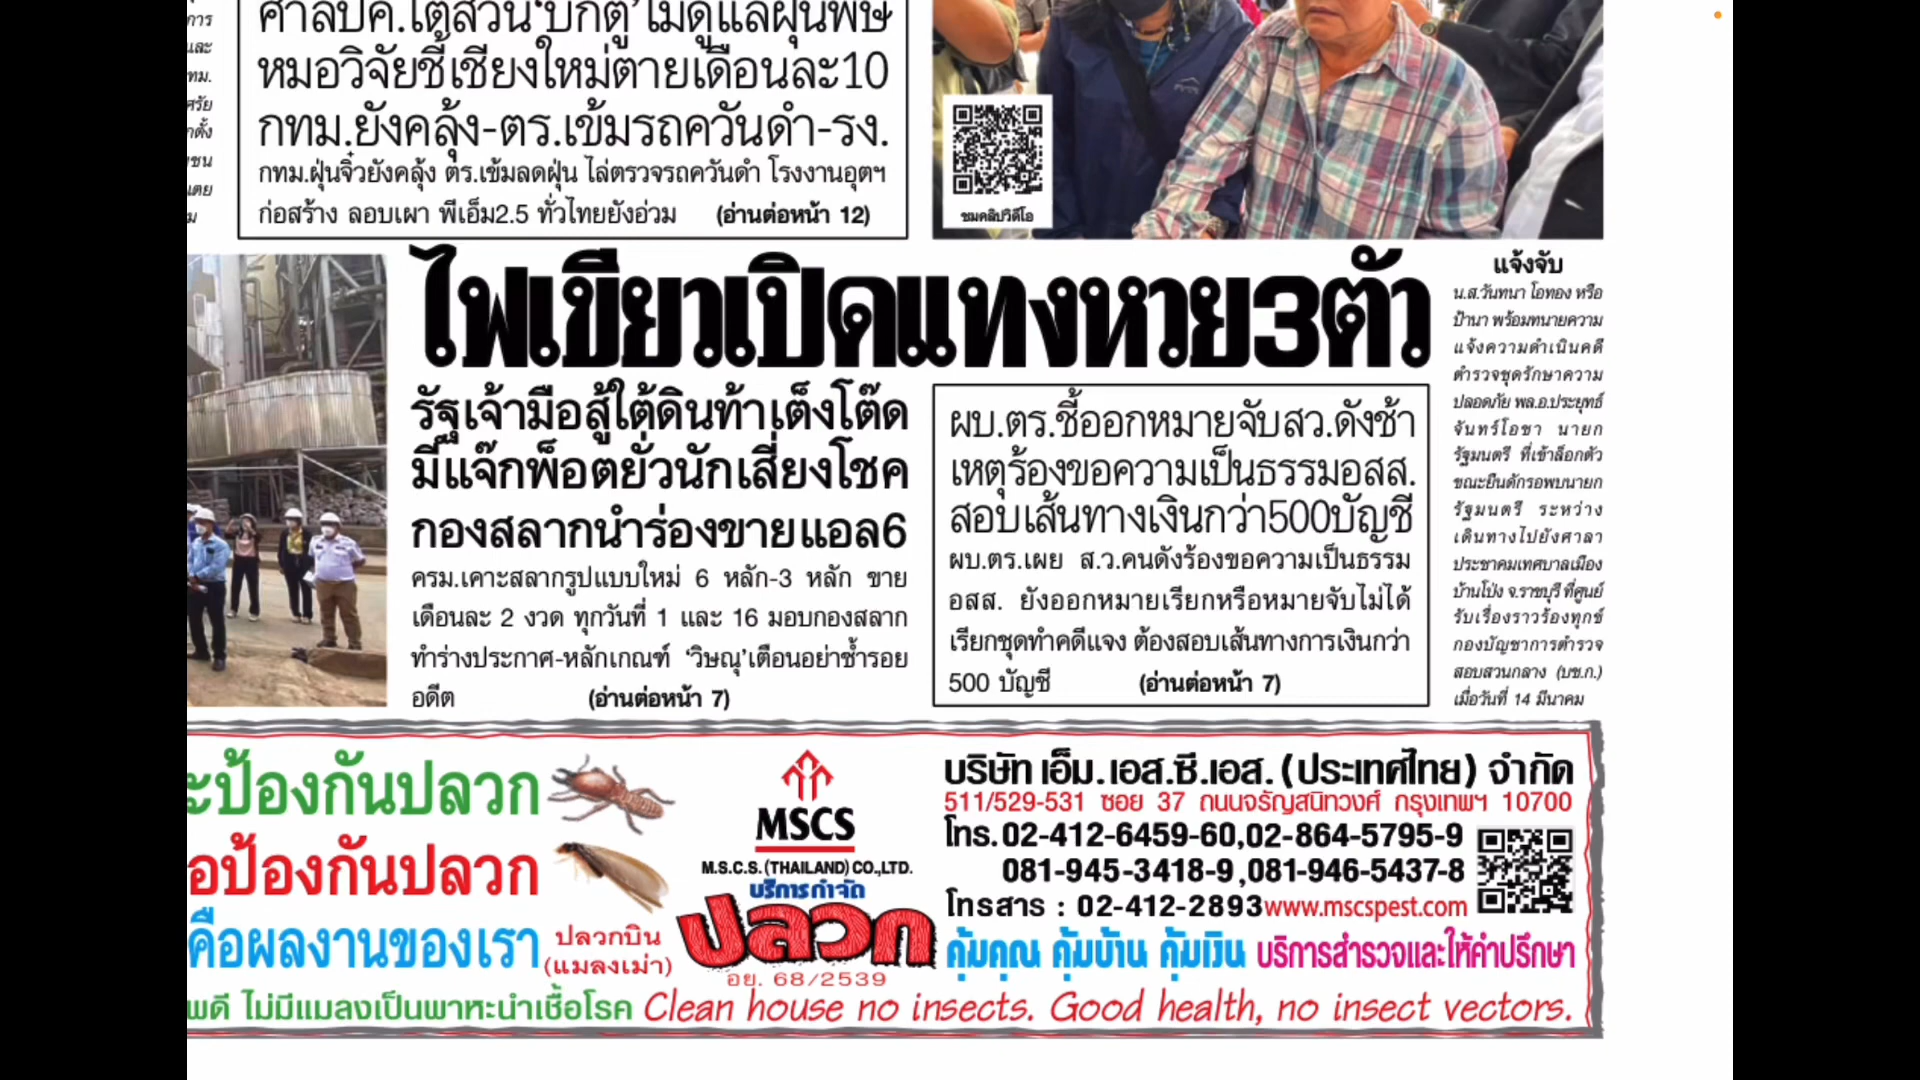 หมอวิจัยชี้เชียงใหม่ตายเดือนละ10
กทม.ยังคลุ้ง-ตร.เข้มรถควันดำ-รง.
กทม.ฝุ่นจิ๋วยังคลุ้ง ตร.เข้มลดฝุ่น ไล่ตรวจรถควันดำ โรงงานอุตฯ
ก่อสร้าง ลอบเผา พีเอ็ม2.5 ทั่วไทยยังอ่วม (อ่านต่อหน้า 12)
ชมคลิปวิดีโอ
ไฟเขียวเปิดแทงหวย3ตัว
รัฐเจ้ามือสู้ใต้ดินท้าเต็งโต๊ด
มีแจ๊กพ็อตยั่วนักเสี่ยงโชค
กองสลากนำร่องขายแอล6
ครม.เคาะสลากรูปแบบใหม่ 6 หลัก-3 หลัก ขาย
เดือนละ 2 งวด ทุกวันที่ 1 และ 16 มอบกองสลาก
ทำร่างประกาศ-หลักเกณฑ์ ‘วิษณุ’เตือนอย่าซ้ำรอย
อดีต (อ่านต่อหน้า 7)
ผบ.ตร.ชี้ออกหมายจับสว.ดังช้า
เหตุร้องขอความเป็นธรรมอสส.
สอบเส้นทางเงินกว่า500บัญชี
ผบ.ตร.เผย ส.ว.คนดังร้องขอความเป็นธรรม
อสส. ยังออกหมายเรียกหรือหมายจับไม่ได้
เรียกชุดทำคดีแจง ต้องสอบเส้นทางการเงินกว่า
500 บัญชี (อ่านต่อหน้า 7)
แจ้งจับ
น.ส.วันทนา โอทอง หรือ
ป้านา พร้อมทนายความ
แจ้งความดำเนินคดี
ตำรวจชุดรักษาความ
ปลอดภัย พล.อ.ประยุทธ์
จันทร์โอชา นายก
รัฐมนตรี ที่เข้าล็อกตัว
ขณะยืนดักรอพบนายก
รัฐมนตรี ระหว่าง
เดินทางไปยังศาลา
ประชาคมเทศบาลเมือง
บ้านโป่ง จ.ราชบุรี ที่ศูนย์
รับเรื่องราวร้องทุกข์
กองบัญชาการตำรวจ
สอบสวนกลาง (บช.ก.)
เมื่อวันที่ 14 มีนาคม
ะป้องกันปลวก
อป้องกันปลวก
คือผลงานของเรา
ปลวกบิน
(แมลงเม่า)
MSCS
M.S.C.S. (THAILAND) CO.,LTD.
บริการกำจัด
ปลวก
อย. 68/2539
บริษัท เอ็ม.เอส.ซี.เอส. (ประเทศไทย) จำกัด
511/529-531 ซอย 37 ถนนจรัญสนิทวงศ์ กรุงเทพฯ 10700
โทร. 02-412-6459-60,02-864-5795-9
081-945-3418-9,081-946-5437-8
โทรสาร : 02-412-2893 www.mscspest.com
คุ้มคุณ คุ้มบ้าน คุ้มเงิน บริการสำรวจและให้คำปรึกษา
พดี ไม่มีแมลงเป็นพาหะนำเชื้อโรค Clean house no insects. Good health, no insect vectors.